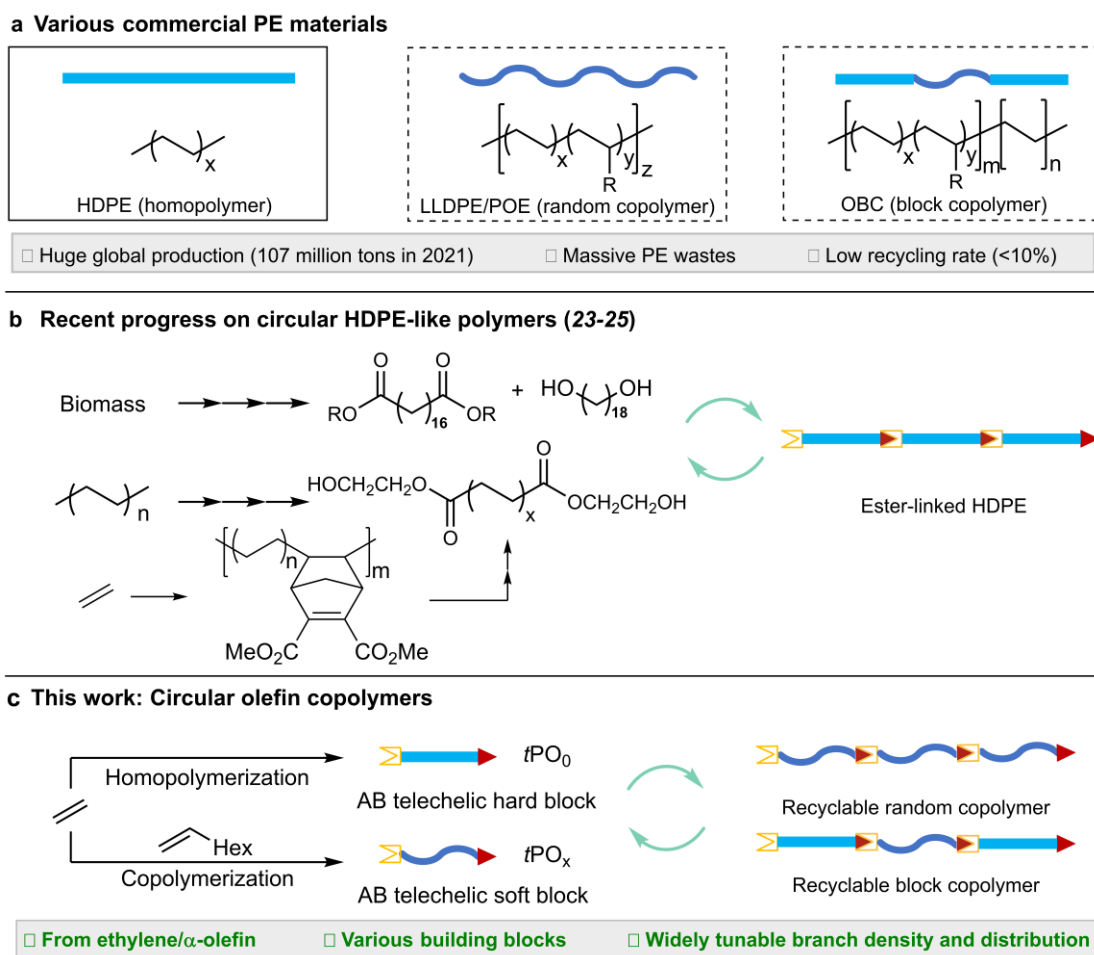 a Various commercial PE materials
x
HDPE (homopolymer)
x
y
z
R
LLDPE/POE (random copolymer)
x
y
m
n
R
OBC (block copolymer)
□ Huge global production (107 million tons in 2021) □ Massive PE wastes □ Low recycling rate (<10%)
b Recent progress on circular HDPE-like polymers (23-25)
Biomass
O
O
RO
16
OR
+
HO
OH
18
n
HOCH2CH2O
O
O
x
OCH2CH2OH
Ester-linked HDPE
n
m
MeO2C
CO2Me
c This work: Circular olefin copolymers
Homopolymerization
Hex
Copolymerization
tPO0
AB telechelic hard block
tPOx
AB telechelic soft block
Recyclable random copolymer
Recyclable block copolymer
□ From ethylene/α-olefin □ Various building blocks □ Widely tunable branch density and distribution